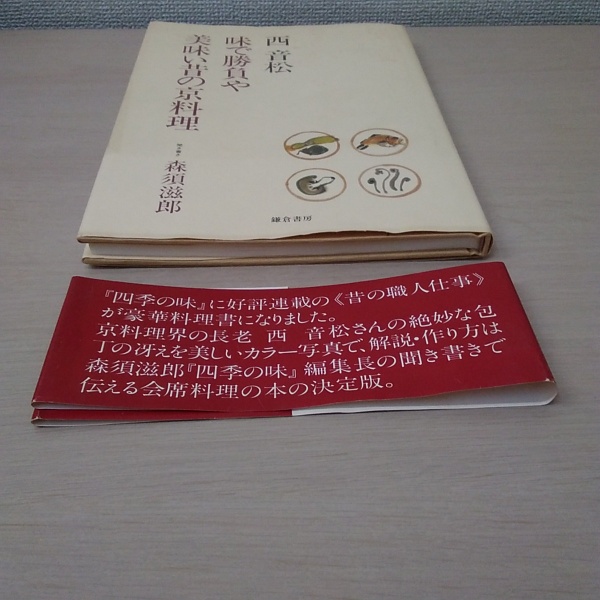 西 音松
味で勝負や
美味い昔の京料理
森須滋郎
鎌倉書房
『四季の味』に好評連載の《昔の職人仕事》
が豪華料理書になりました。
京料理界の長老 西 音松さんの絶妙な包
丁の冴えを美しいカラー写真で、解説・作り方は
森須滋郎『四季の味』編集長の聞き書きで
伝える会席料理の本の決定版。